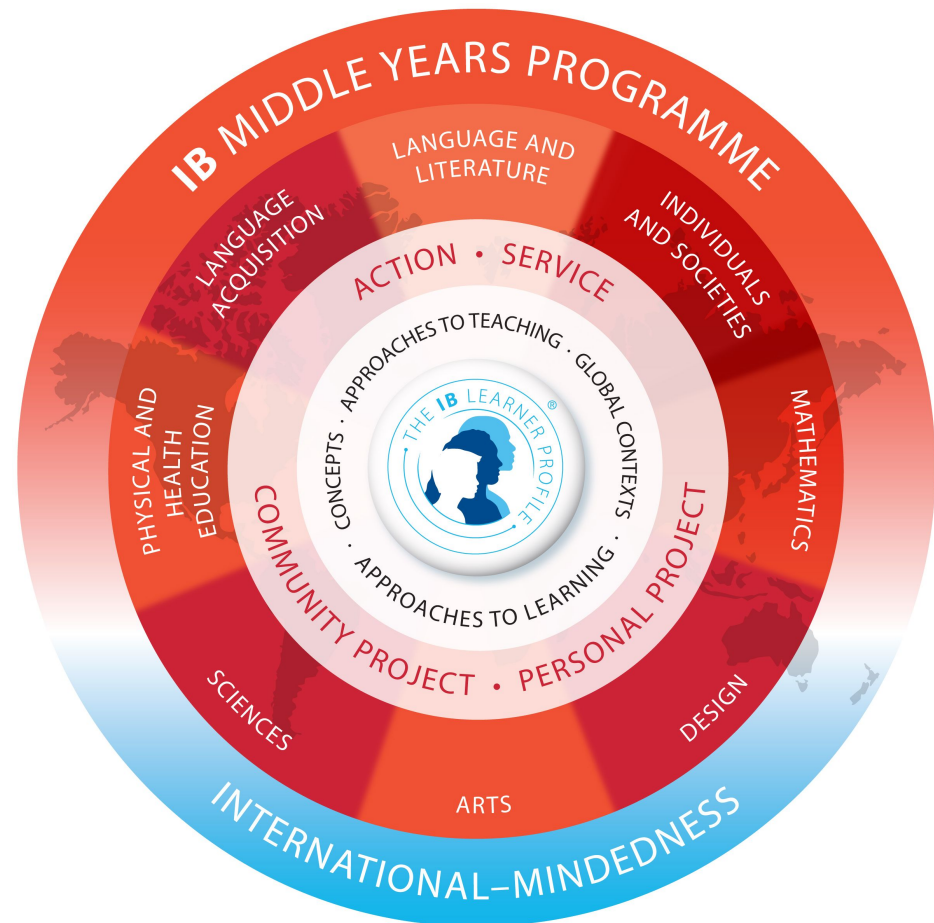 IB MIDDLE YEARS PROGRAMME
LANGUAGE AND
LITERATURE
INDIVIDUALS
AND SOCIETIES
MATHEMATICS
DESIGN
ARTS
SCIENCES
PHYSICAL AND
HEALTH
EDUCATION
LANGUAGE
ACQUISITION
ACTION • SERVICE
COMMUNITY PROJECT • PERSONAL PROJECT
APPROACHES TO TEACHING · GLOBAL CONTEXTS ·
CONCEPTS ·
· APPROACHES TO LEARNING
THE IB LEARNER PROFILE ®
INTERNATIONAL–MINDEDNESS